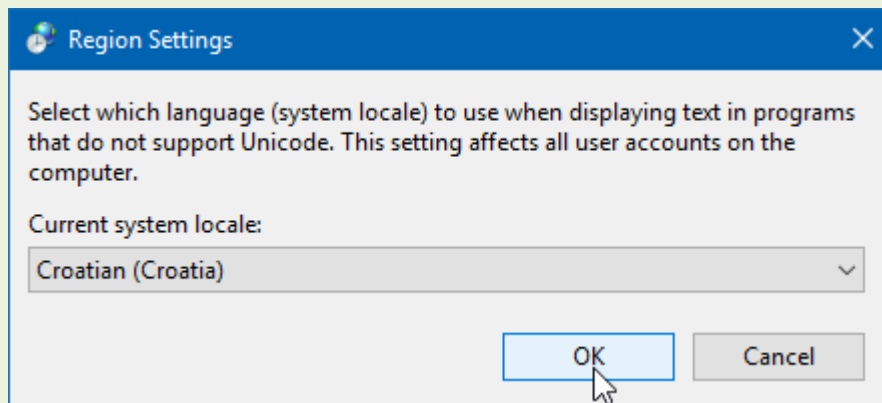 Region Settings
Select which language (system locale) to use when displaying text in programs
that do not support Unicode. This setting affects all user accounts on the
computer.
Current system locale:
Croatian (Croatia)
OK
Cancel